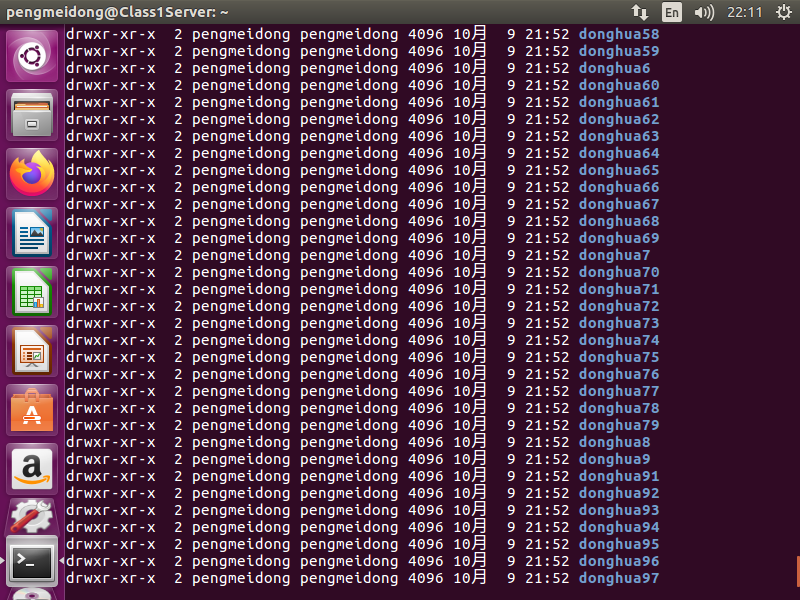 pengmeidong@Class1Server: ~ En 22:11
drwxr-xr-x 2 pengmeidong pengmeidong 4096 10月 9 21:52 donghua58
drwxr-xr-x 2 pengmeidong pengmeidong 4096 10月 9 21:52 donghua59
drwxr-xr-x 2 pengmeidong pengmeidong 4096 10月 9 21:52 donghua6
drwxr-xr-x 2 pengmeidong pengmeidong 4096 10月 9 21:52 donghua60
drwxr-xr-x 2 pengmeidong pengmeidong 4096 10月 9 21:52 donghua61
drwxr-xr-x 2 pengmeidong pengmeidong 4096 10月 9 21:52 donghua62
drwxr-xr-x 2 pengmeidong pengmeidong 4096 10月 9 21:52 donghua63
drwxr-xr-x 2 pengmeidong pengmeidong 4096 10月 9 21:52 donghua64
drwxr-xr-x 2 pengmeidong pengmeidong 4096 10月 9 21:52 donghua65
drwxr-xr-x 2 pengmeidong pengmeidong 4096 10月 9 21:52 donghua66
drwxr-xr-x 2 pengmeidong pengmeidong 4096 10月 9 21:52 donghua67
drwxr-xr-x 2 pengmeidong pengmeidong 4096 10月 9 21:52 donghua68
drwxr-xr-x 2 pengmeidong pengmeidong 4096 10月 9 21:52 donghua69
drwxr-xr-x 2 pengmeidong pengmeidong 4096 10月 9 21:52 donghua7
drwxr-xr-x 2 pengmeidong pengmeidong 4096 10月 9 21:52 donghua70
drwxr-xr-x 2 pengmeidong pengmeidong 4096 10月 9 21:52 donghua71
drwxr-xr-x 2 pengmeidong pengmeidong 4096 10月 9 21:52 donghua72
drwxr-xr-x 2 pengmeidong pengmeidong 4096 10月 9 21:52 donghua73
drwxr-xr-x 2 pengmeidong pengmeidong 4096 10月 9 21:52 donghua74
drwxr-xr-x 2 pengmeidong pengmeidong 4096 10月 9 21:52 donghua75
drwxr-xr-x 2 pengmeidong pengmeidong 4096 10月 9 21:52 donghua76
drwxr-xr-x 2 pengmeidong pengmeidong 4096 10月 9 21:52 donghua77
drwxr-xr-x 2 pengmeidong pengmeidong 4096 10月 9 21:52 donghua78
drwxr-xr-x 2 pengmeidong pengmeidong 4096 10月 9 21:52 donghua79
drwxr-xr-x 2 pengmeidong pengmeidong 4096 10月 9 21:52 donghua8
drwxr-xr-x 2 pengmeidong pengmeidong 4096 10月 9 21:52 donghua9
drwxr-xr-x 2 pengmeidong pengmeidong 4096 10月 9 21:52 donghua91
drwxr-xr-x 2 pengmeidong pengmeidong 4096 10月 9 21:52 donghua92
drwxr-xr-x 2 pengmeidong pengmeidong 4096 10月 9 21:52 donghua93
drwxr-xr-x 2 pengmeidong pengmeidong 4096 10月 9 21:52 donghua94
drwxr-xr-x 2 pengmeidong pengmeidong 4096 10月 9 21:52 donghua95
drwxr-xr-x 2 pengmeidong pengmeidong 4096 10月 9 21:52 donghua96
drwxr-xr-x 2 pengmeidong pengmeidong 4096 10月 9 21:52 donghua97